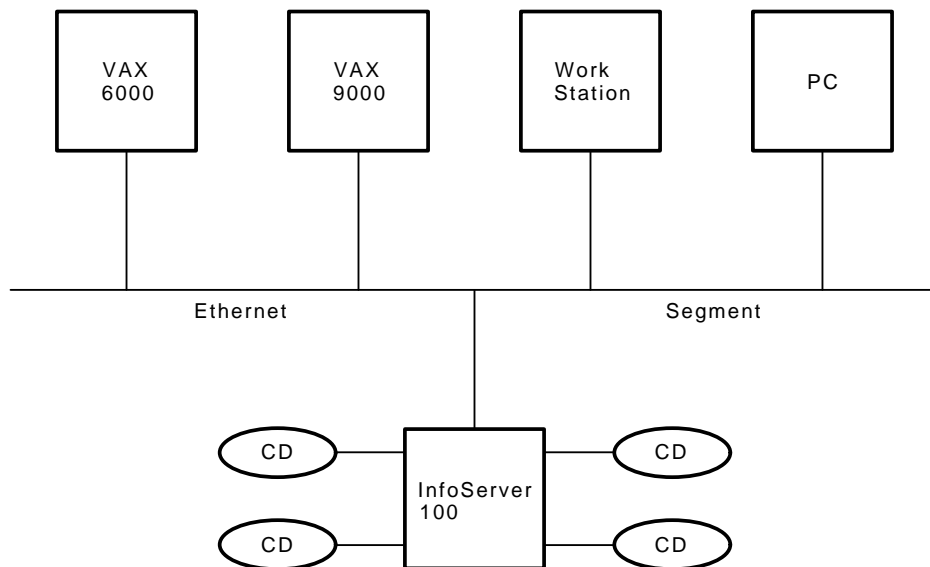 VAX
6000
VAX
9000
Work
Station
PC
Ethernet
Segment
CD
CD
InfoServer
100
CD
CD